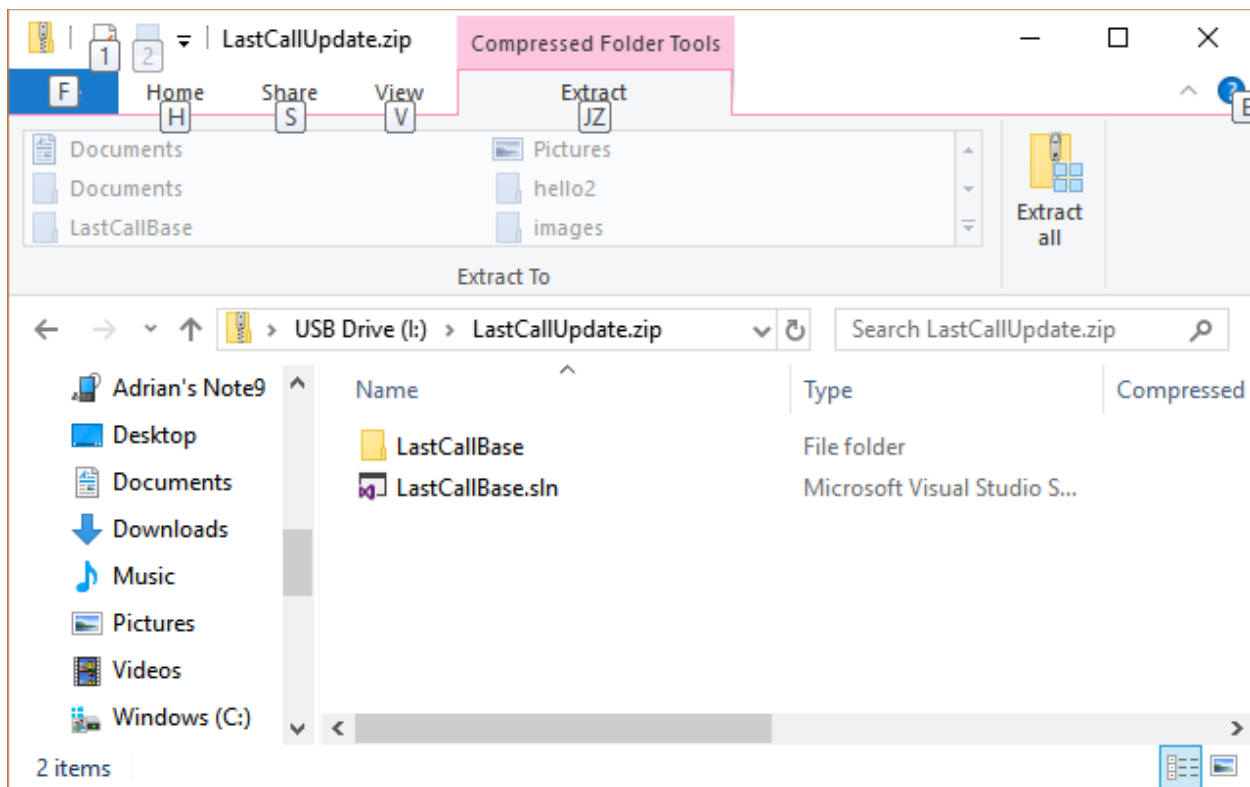 1 2 LastCallUpdate.zip Compressed Folder Tools
F Home Share View Extract
H S V JZ E
Documents Pictures
Documents hello2
LastCallBase images
Extract all
Extract To
USB Drive (I:) > LastCallUpdate.zip Search LastCallUpdate.zip
Adrian's Note9 Name Type Compressed
Desktop LastCallBase File folder
Documents LastCallBase.sln Microsoft Visual Studio S...
Downloads
Music
Pictures
Videos
Windows (C:)
2 items